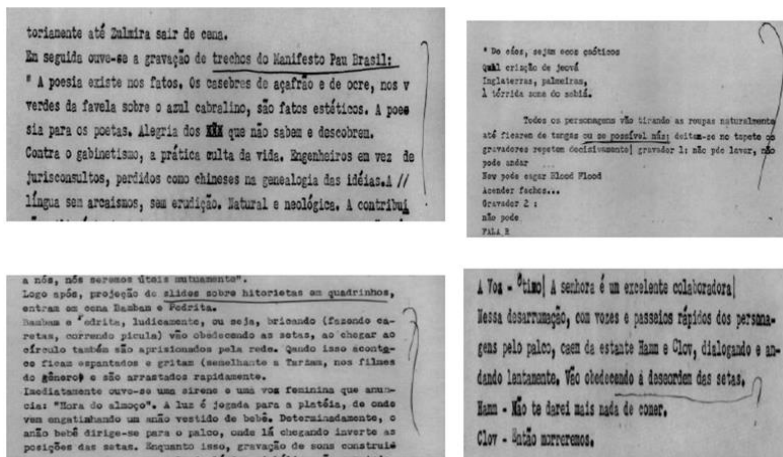 toriamente até Zulmira sair de cena.
Em seguida ouve-se a gravação de trechos do Manifesto Pau Brasil:
" A poesia existe nos fatos. Os casebres de açafrão e de ocre, nos v
verdes da favela sobre o azul cabralino, são fatos estéticos. A poe
sia para os poetas. Alegria dos XXX que não sabem e descobrem.
Contra o gabinetismo, a prática culta da vida. Engenheiros em vez de
jurisconsultos, perdidos como chineses na genealogia das idéias.A //
língua sem arcaismos, sem erudição. Natural e neológica. A contribui
" Do cáos, sejam ecos caóticos
Quál criação de jeová
Inglaterras, palmeiras,
À tórrida zona do sabiá.
Todos os personagens vão tirando as roupas naturalmente
até ficarem de tangas ou se possível nús; deitam-se no tapete os
gravadores repetem decisivamente| gravador 1: não pde lavar, não
pode andar
New pode cagar Blood Flood
Acender fachos...
Gravador 2 :
não pode
FALA
a nós, nós seremos úteis mutuamente".
Logo após, projeção de slides sobre hitorietas em quadrinhos,
entram em cena Bambam e Pedrita.
Bambam e Pedrita, ludicamente, ou seja, bricando (fazendo ca-
retas, correndo picula) vão obedecendo as setas, ao chegar ao
círculo também são aprisionados pela rede. Qando isso aconte-
ce ficam espantados e gritam (semelhante a Tarzan, nos filmes
do gênero) e são arrastados rapidamente.
Imediatamente ouve-se uma sirene e uma voz feminina que anun-
cia: "Hora do almoço". A luz é jogada para a platéia, de onde
vem engatinhando um anão vestido de bebê. Determinadamente, o
anão bebê dirige-se para o palco, onde lá chegando inverte as
posições das setas. Enquanto isso, gravação de sons construi
A Voz - Ótimo| A senhora é um excelente colaboradora|
Nessa desarrumação, com vozes e passeios rápidos dos persona-
gens pelo palco, caem da estante Hamm e Clov, dialogando e an-
dando lentamente. Vão obedecendo à desordem das setas.
Hamm - Não te darei mais nada de comer.
Clov - Então morreremos.